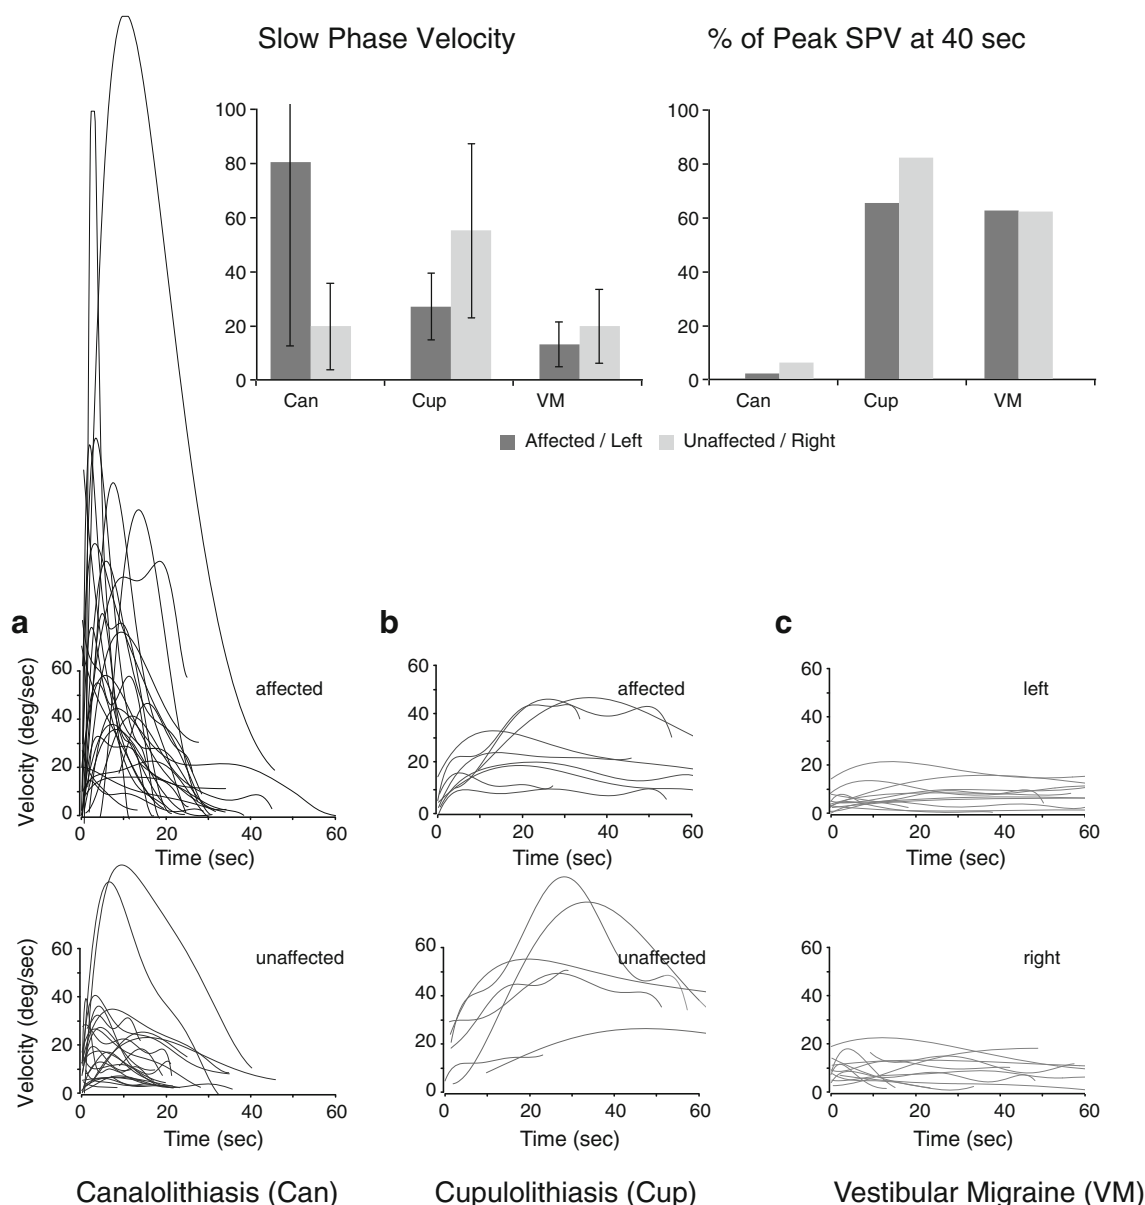 Slow Phase Velocity
% of Peak SPV at 40 sec
100
80
60
40
20
0
Can
Cup
VM
100
80
60
40
20
0
Can
Cup
VM
Affected / Left
Unaffected / Right
a
Velocity (deg/sec)
60
40
20
0
affected
0
20
40
60
Time (sec)
b
60
40
20
0
affected
0
20
40
60
Time (sec)
c
60
40
20
0
left
0
20
40
60
Time (sec)
Velocity (deg/sec)
60
40
20
0
unaffected
0
20
40
60
Time (sec)
60
40
20
0
unaffected
0
20
40
60
Time (sec)
60
40
20
0
right
0
20
40
60
Time (sec)
Canalolithiasis (Can)
Cupulolithiasis (Cup)
Vestibular Migraine (VM)